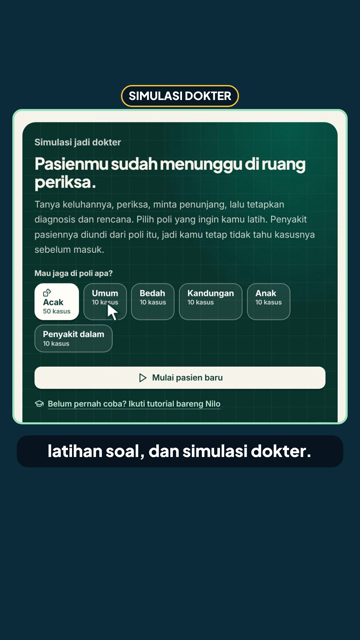 SIMULASI DOKTER
Simulasi jadi dokter
Pasienmu sudah menunggu di ruang
periksa.
Tanya keluhannya, periksa, minta penunjang, lalu tetapkan
diagnosis dan rencana. Pilih poli yang ingin kamu latih. Penyakit
pasiennya diundi dari poli itu, jadi kamu tetap tidak tahu kasusnya
sebelum masuk.
Mau jaga di poli apa?
Acak
50 kasus
Umum
10 kasus
Bedah
10 kasus
Kandungan
10 kasus
Anak
10 kasus
Penyakit dalam
10 kasus
Mulai pasien baru
Belum pernah coba? Ikuti tutorial bareng Nilo
latihan soal, dan simulasi dokter.